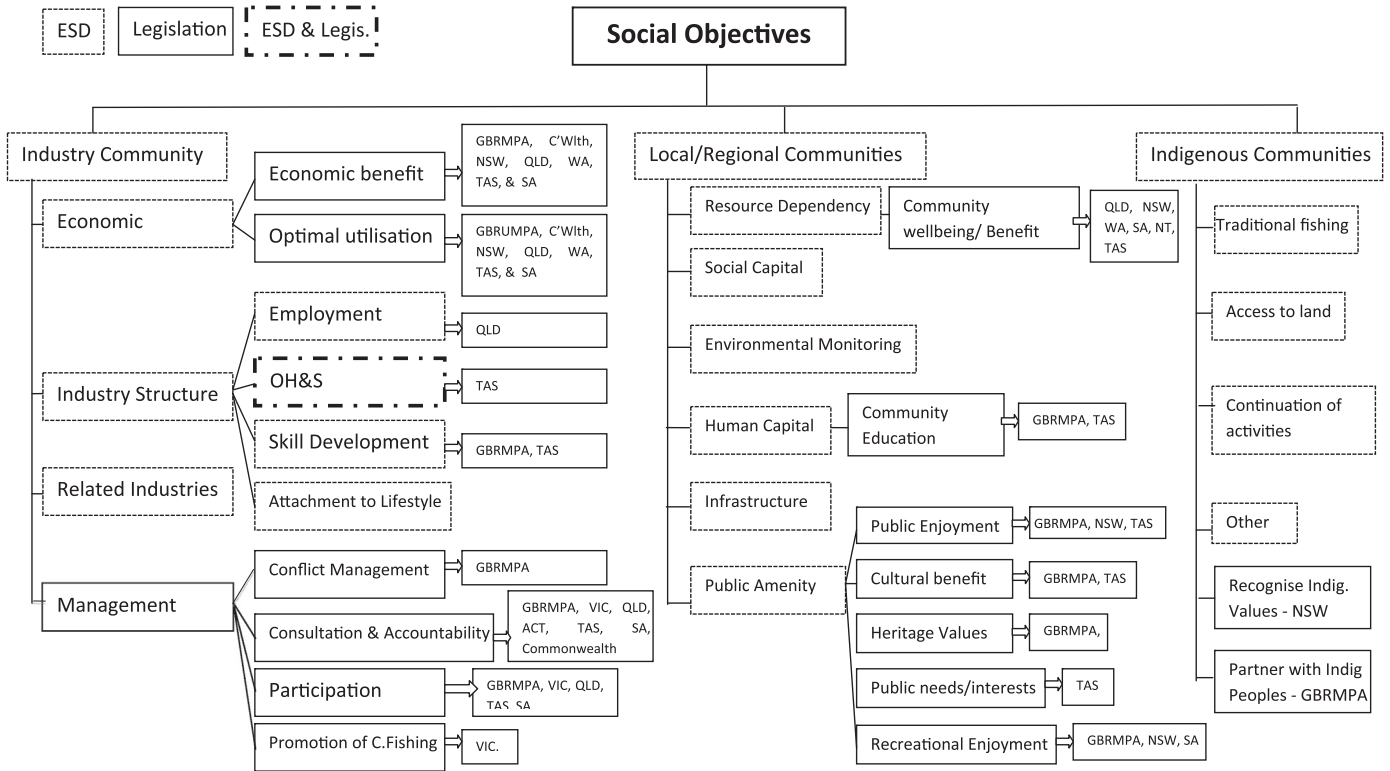 ESD
Legislation
ESD & Legis.
Social Objectives
Industry Community
Economic
Economic benefit
GBRMPA, C'Wlth,
NSW, QLD, WA,
TAS, & SA
Optimal utilisation
GBRUMPA, C'Wlth,
NSW, QLD, WA,
TAS, & SA
Industry Structure
Employment
QLD
OH&S
TAS
Skill Development
GBRMPA, TAS
Attachment to Lifestyle
Related Industries
Management
Conflict Management
GBRMPA
Consultation & Accountability
GBRMPA, VIC, QLD,
ACT, TAS, SA,
Commonwealth
Participation
GBRMPA, VIC, QLD,
TAS, SA
Promotion of C.Fishing
VIC.
Local/Regional Communities
Resource Dependency
Community
wellbeing/ Benefit
QLD, NSW,
WA, SA, NT,
TAS
Social Capital
Environmental Monitoring
Human Capital
Community
Education
GBRMPA, TAS
Infrastructure
Public Amenity
Public Enjoyment
GBRMPA, NSW, TAS
Cultural benefit
GBRMPA, TAS
Heritage Values
GBRMPA,
Public needs/interests
TAS
Recreational Enjoyment
GBRMPA, NSW, SA
Indigenous Communities
Traditional fishing
Access to land
Continuation of
activities
Other
Recognise Indig.
Values - NSW
Partner with Indig
Peoples - GBRMPA